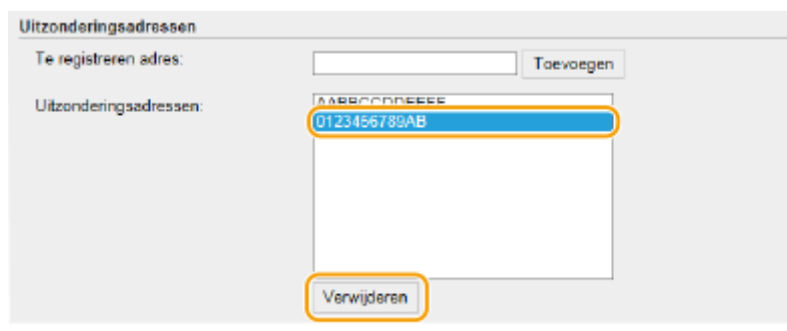 Uitzonderingsadressen
Te registreren adres:
Toevoegen
Uitzonderingsadressen:
AABBCCDDEEFF
0123456789AB
Verwijderen